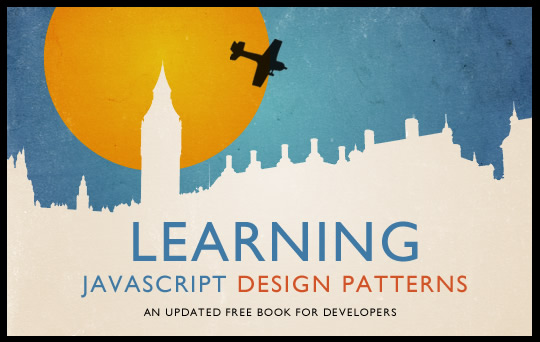 LEARNING
JAVASCRIPT DESIGN PATTERNS
AN UPDATED FREE BOOK FOR DEVELOPERS